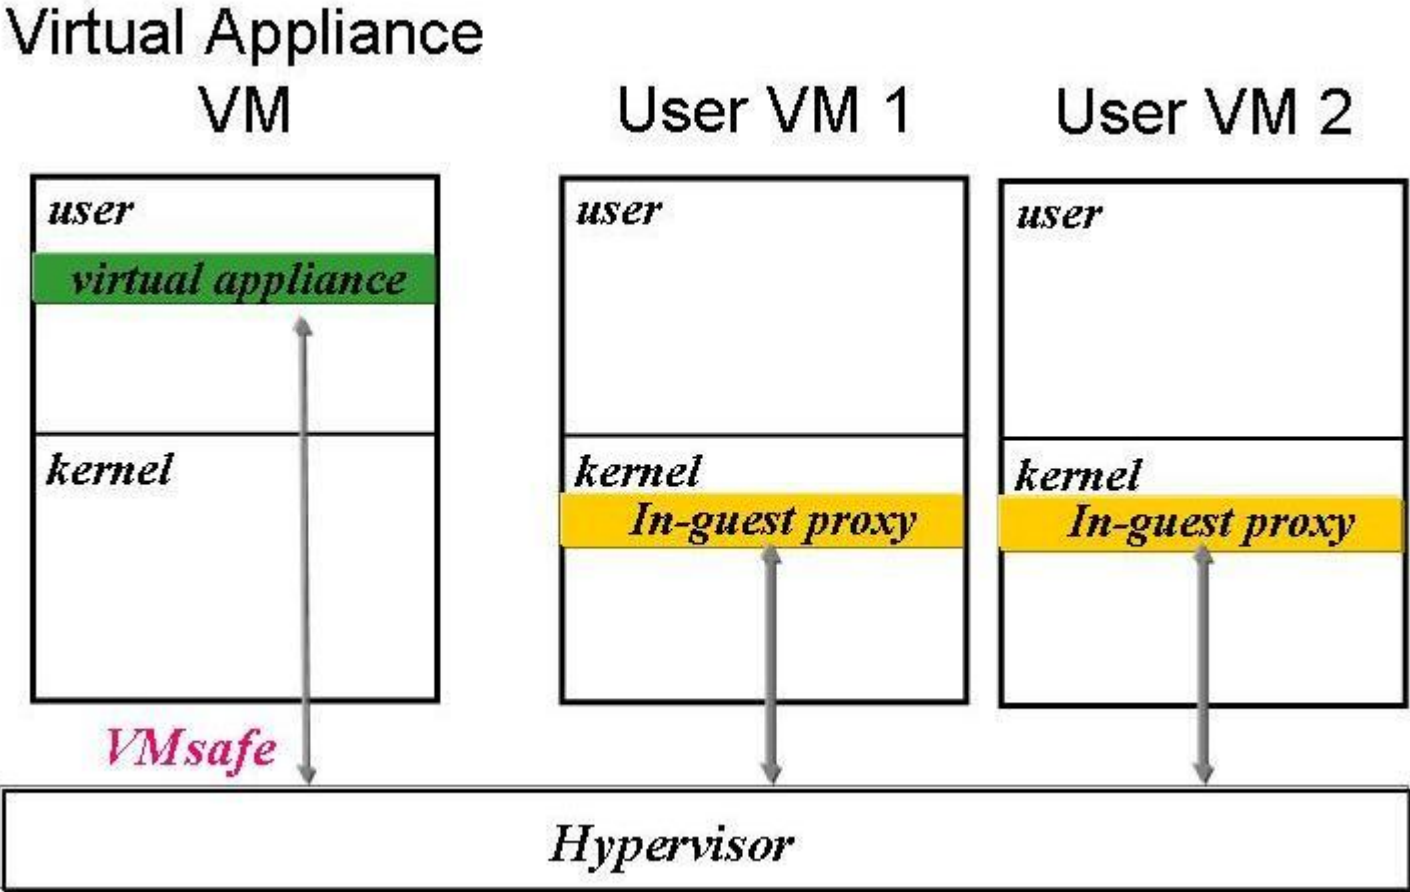 Virtual Appliance
VM
User VM 1
User VM 2
user
virtual appliance
kernel
user
kernel
In-guest proxy
user
kernel
In-guest proxy
VMsafe
Hypervisor